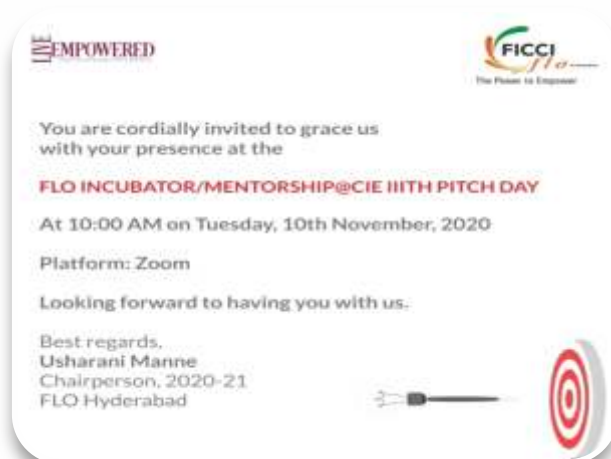 LIVE
EMPOWERED
FICCI
flo
The Power to Empower
You are cordially invited to grace us
with your presence at the
FLO INCUBATOR/MENTORSHIP@CIE IIITH PITCH DAY
At 10:00 AM on Tuesday, 10th November, 2020
Platform: Zoom
Looking forward to having you with us.
Best regards,
Usharani Manne
Chairperson, 2020-21
FLO Hyderabad